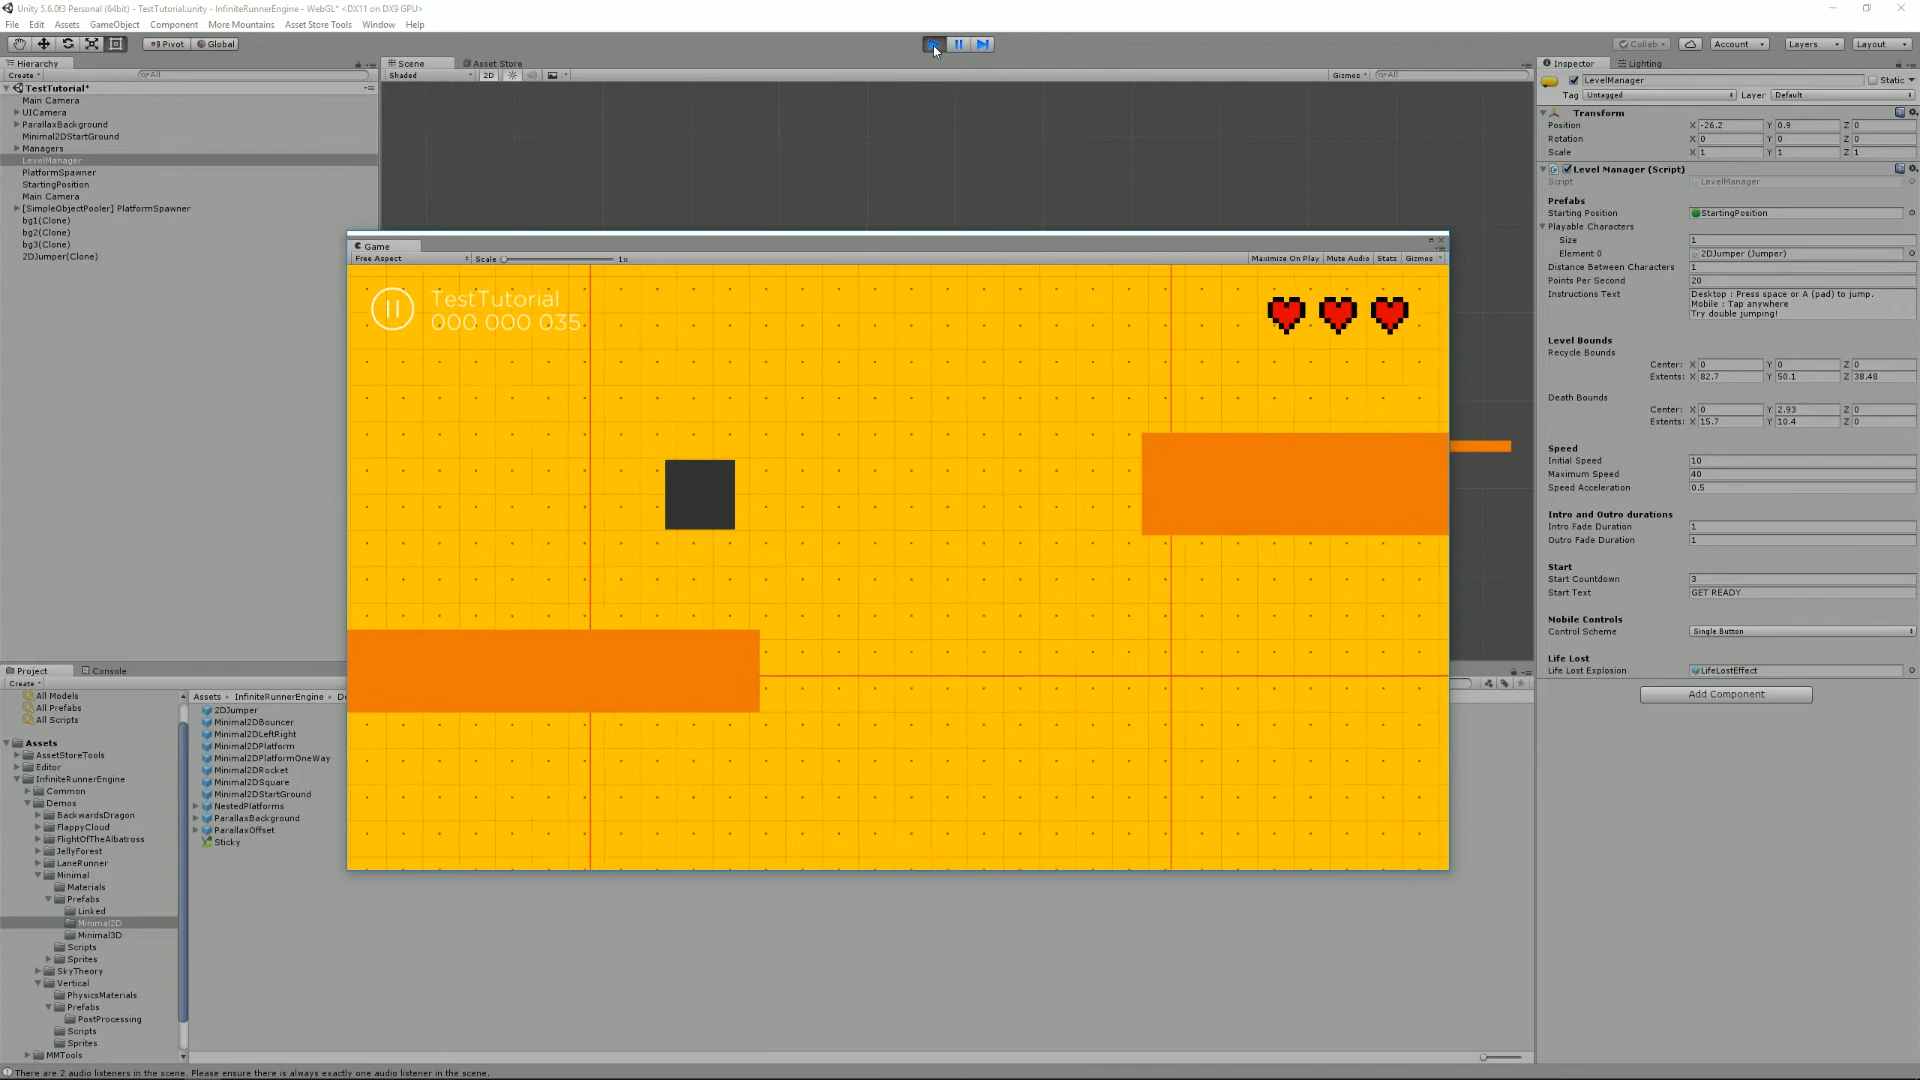 Unity 5.6.0f3 Personal (64bit) - TestTutorial.unity - InfiniteRunnerEngine - WebGL* <DX11 on DX9 GPU>
File Edit Assets GameObject Component More Mountains Asset Store Tools Window Help
Pivot Global Collab Account Layers Layout
Hierarchy
Create All
TestTutorial*
Main Camera
UICamera
ParallaxBackground
Minimal2DStartGround
Managers
LevelManager
PlatformSpawner
StartingPosition
Main Camera
[SimpleObjectPooler] PlatformSpawner
bg1(Clone)
bg2(Clone)
bg3(Clone)
2DJumper(Clone)
Scene Asset Store
Shaded 2D Gizmos All
Game
Free Aspect Scale 1x Maximize On Play Mute Audio Stats Gizmos
TestTutorial
000 000 035
Inspector Lighting
LevelManager Static
Tag Untagged Layer Default
Transform
Position X -26.2 Y 0.9 Z 0
Rotation X 0 Y 0 Z 0
Scale X 1 Y 1 Z 1
Level Manager (Script)
Script LevelManager
Prefabs
Starting Position StartingPosition
Playable Characters
Size 1
Element 0 2DJumper (Jumper)
Distance Between Characters 1
Points Per Second 20
Instructions Text Desktop : Press space or A (pad) to jump.
Mobile : Tap anywhere
Try double jumping!
Level Bounds
Recycle Bounds
Center: X 0 Y 0 Z 0
Extents: X 82.7 Y 50.1 Z 38.48
Death Bounds
Center: X 0 Y 2.93 Z 0
Extents: X 15.7 Y 10.4 Z 0
Speed
Initial Speed 10
Maximum Speed 40
Speed Acceleration 0.5
Intro and Outro durations
Intro Fade Duration 1
Outro Fade Duration 1
Start
Start Countdown 3
Start Text GET READY
Mobile Controls
Control Scheme Single Button
Life Lost
Life Lost Explosion LifeLostEffect
Add Component
Project Console
Create
All Models
All Prefabs
All Scripts
Assets
AssetStoreTools
Editor
InfiniteRunnerEngine
Common
Demos
BackwardsDragon
FlappyCloud
FlightOfTheAlbatross
JellyForest
LaneRunner
Minimal
Materials
Prefabs
Linked
Minimal2D
Minimal3D
Scripts
Sprites
SkyTheory
Vertical
PhysicsMaterials
Prefabs
PostProcessing
Scripts
Sprites
MMTools
Assets InfiniteRunnerEngine De
2DJumper
Minimal2DBouncer
Minimal2DLeftRight
Minimal2DPlatform
Minimal2DPlatformOneWay
Minimal2DRocket
Minimal2DSquare
Minimal2DStartGround
NestedPlatforms
ParallaxBackground
ParallaxOffset
Sticky
There are 2 audio listeners in the scene. Please ensure there is always exactly one audio listener in the scene.